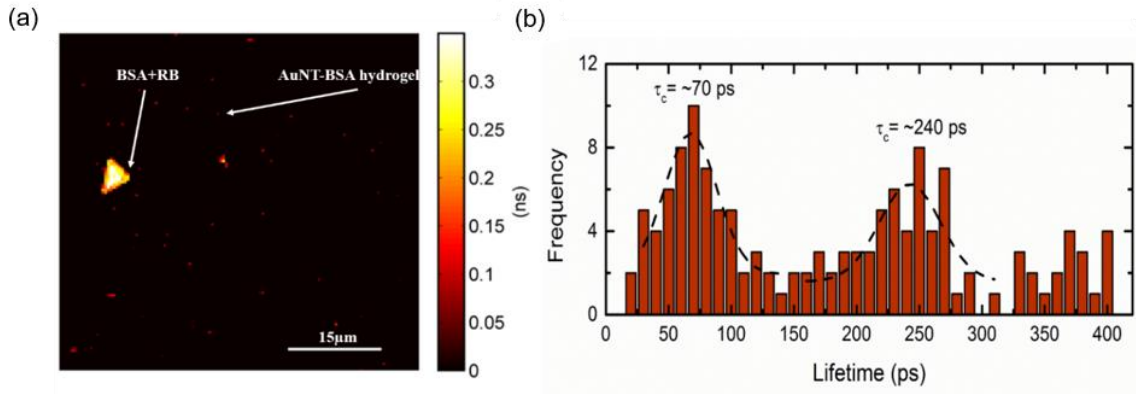 (a)
BSA+RB
AuNT-BSA hydrogel
15µm
0.3
0.25
0.2
0.15
0.1
0.05
0
(ns)
(b)
τc= ~70 ps
τc= ~240 ps
12
8
4
0
Frequency
0 50 100 150 200 250 300 350 400
Lifetime (ps)